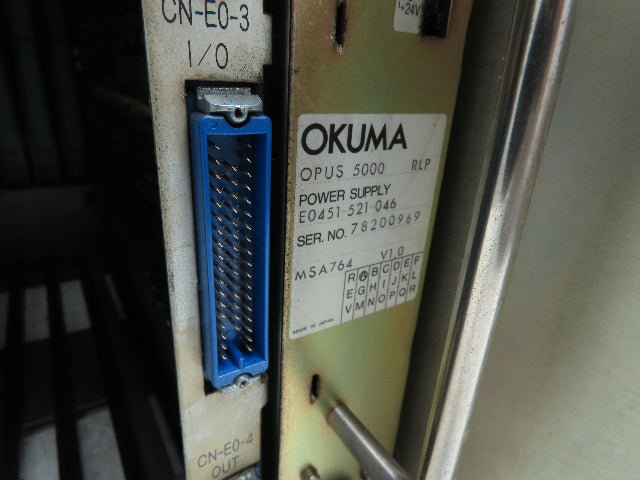 CN-E0-3
I/O
+24V
OKUMA
OPUS 5000 RLP
POWER SUPPLY
E0451-521-046
SER. NO. 78200969
MSA764 V1.0
R A B C D E F
E G H I J K L
V M N O P Q R
MADE IN JAPAN
CN-E0-4
OUT